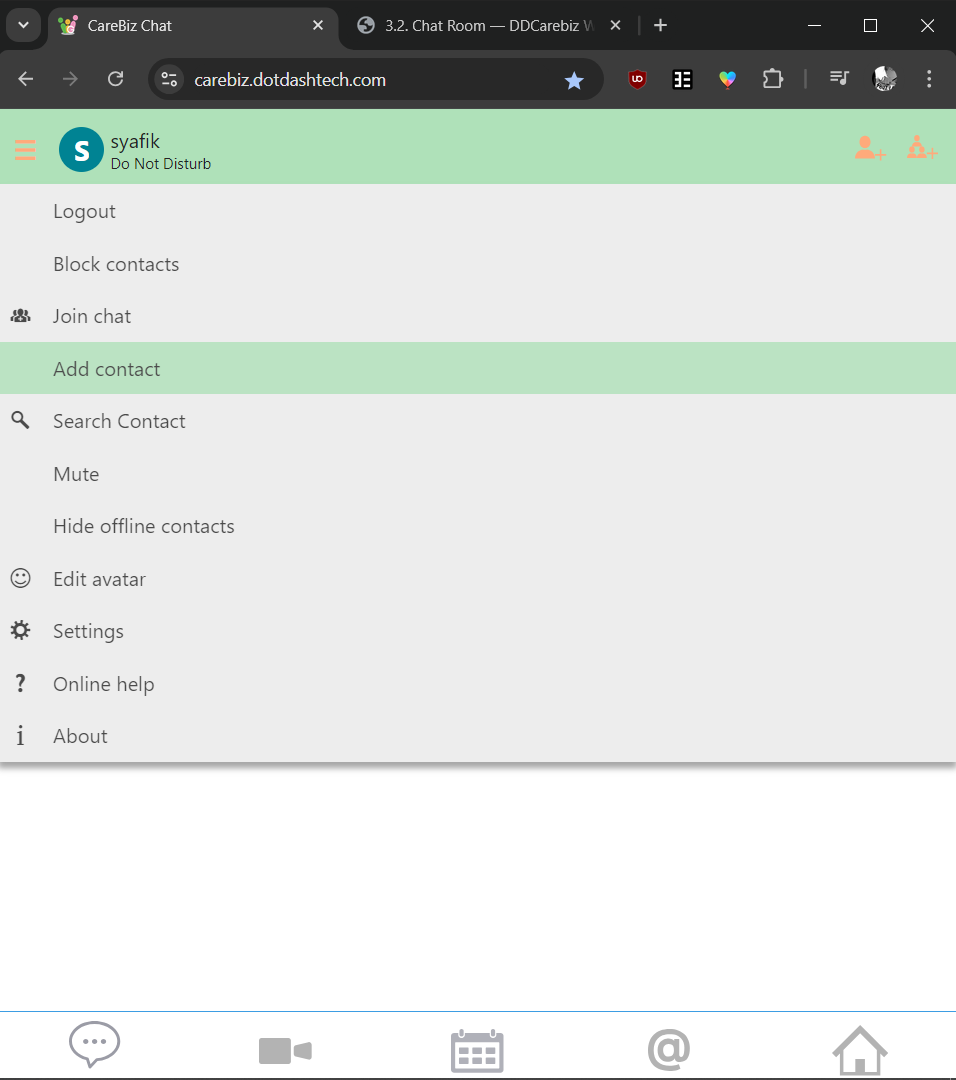 CareBiz Chat
3.2. Chat Room — DDCarebiz W
carebiz.dotdashtech.com
S
syafik
Do Not Disturb
Logout
Block contacts
Join chat
Add contact
Search Contact
Mute
Hide offline contacts
Edit avatar
Settings
? Online help
i About
@